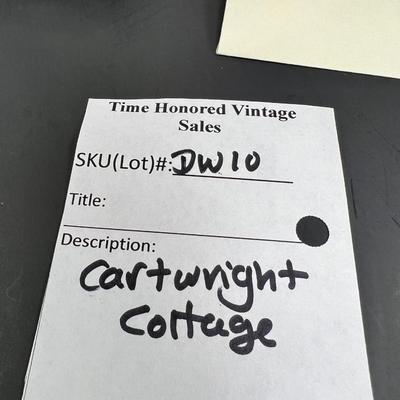 Time Honored Vintage
Sales
SKU(Lot)#: DW10
Title:
Description:
Cartwright
Cottage